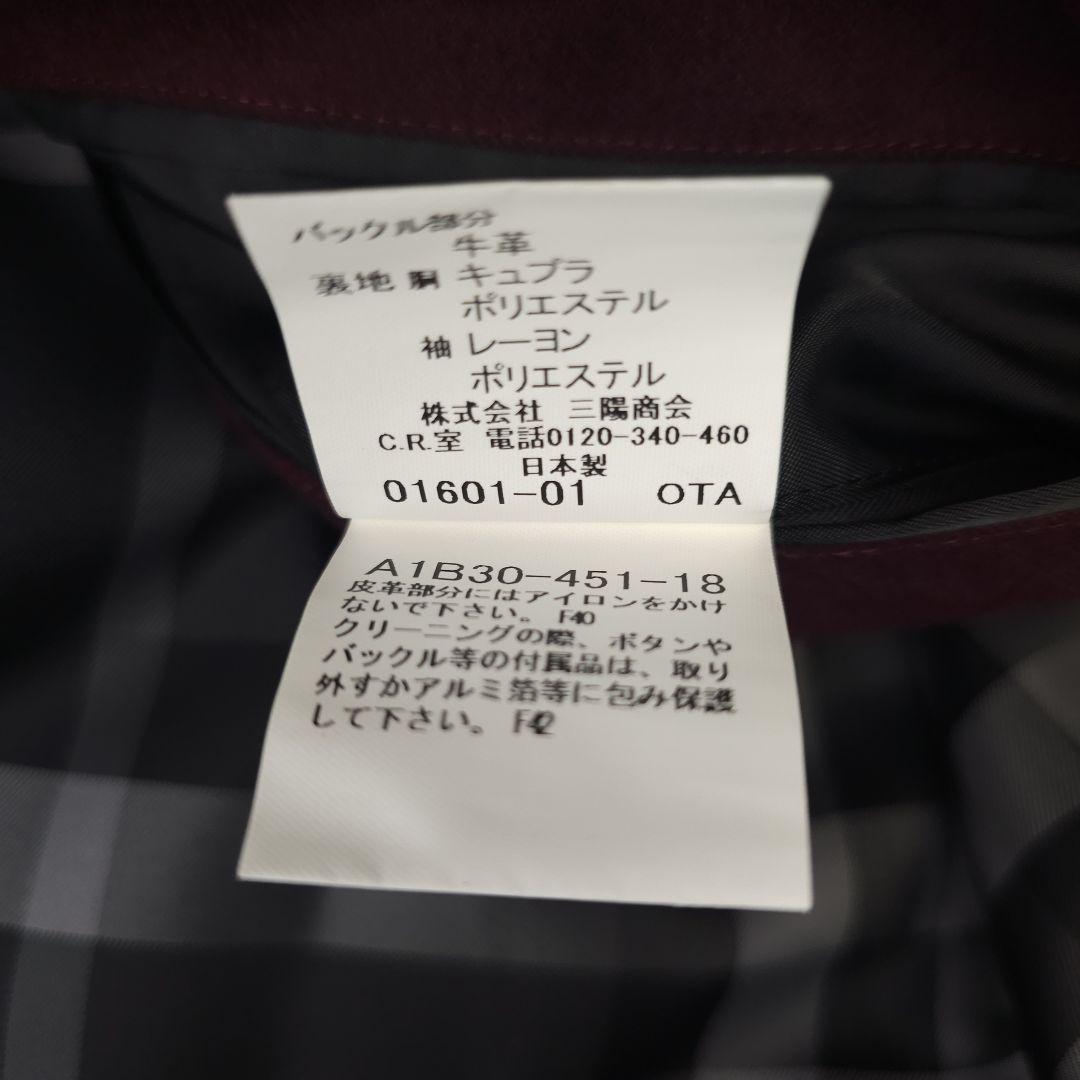 バックル部分
牛革
裏地 胴 キュプラ
ポリエステル
袖 レーヨン
ポリエステル
株式会社 三陽商会
C.R.室 電話0120-340-460
日本製
01601-01 OTA
A1B30-451-18
皮革部分にはアイロンをかけ
ないで下さい。 F40
クリーニングの際、ボタンや
バックル等の付属品は、取り
外すかアルミ箔等に包み保護
して下さい。 F42